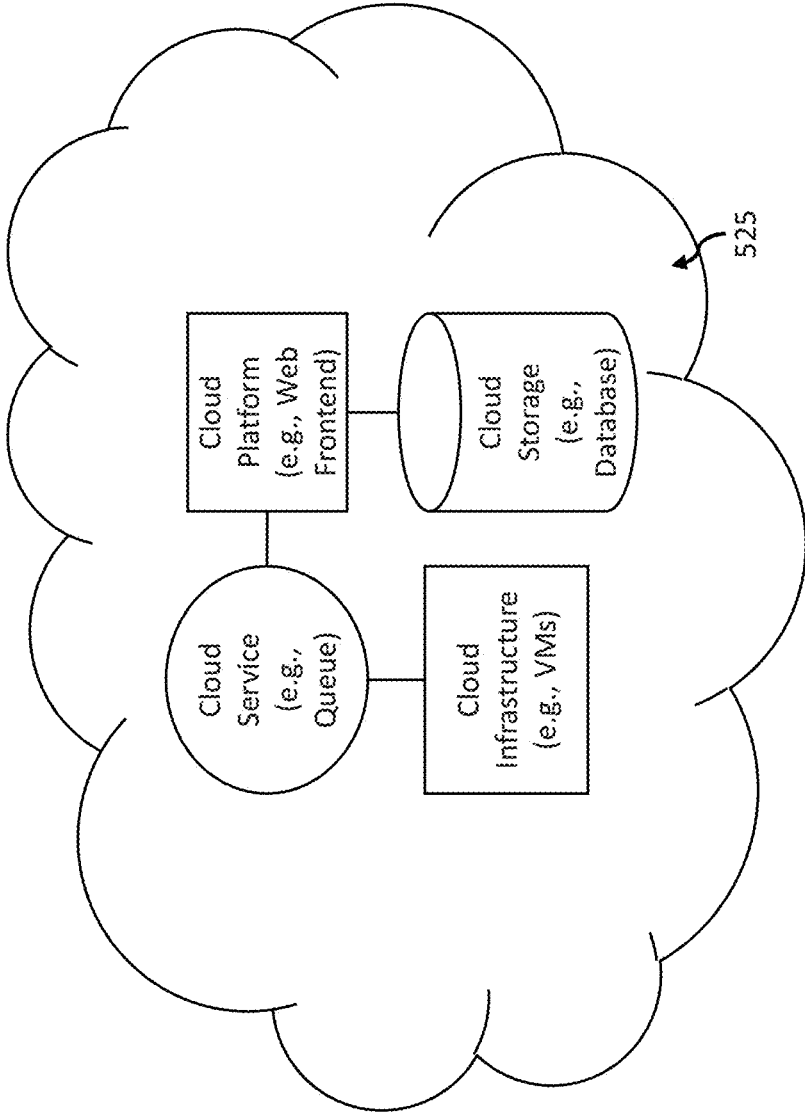 Cloud
Service
(e.g.,
Queue)
Cloud
Platform
(e.g., Web
Frontend)
Cloud
Infrastructure
(e.g., VMs)
Cloud
Storage
(e.g.,
Database)
525